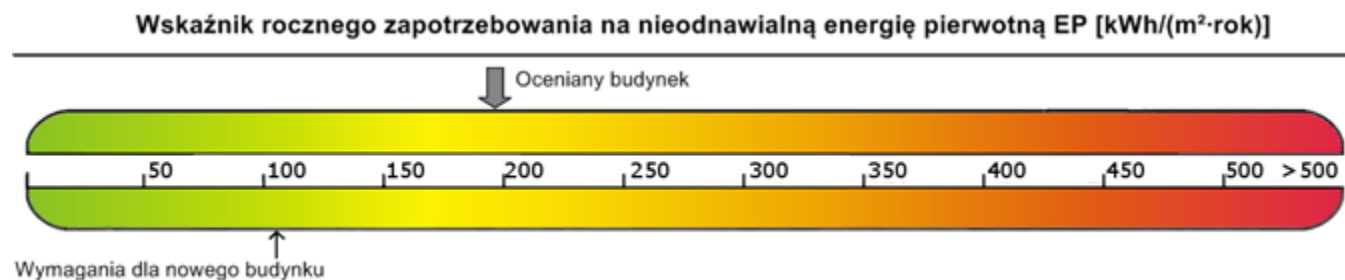 Wskaźnik rocznego zapotrzebowania na nieodnawialną energię pierwotną EP [kWh/(m²·rok)]
Oceniany budynek
50 100 150 200 250 300 350 400 450 500 >500
Wymagania dla nowego budynku